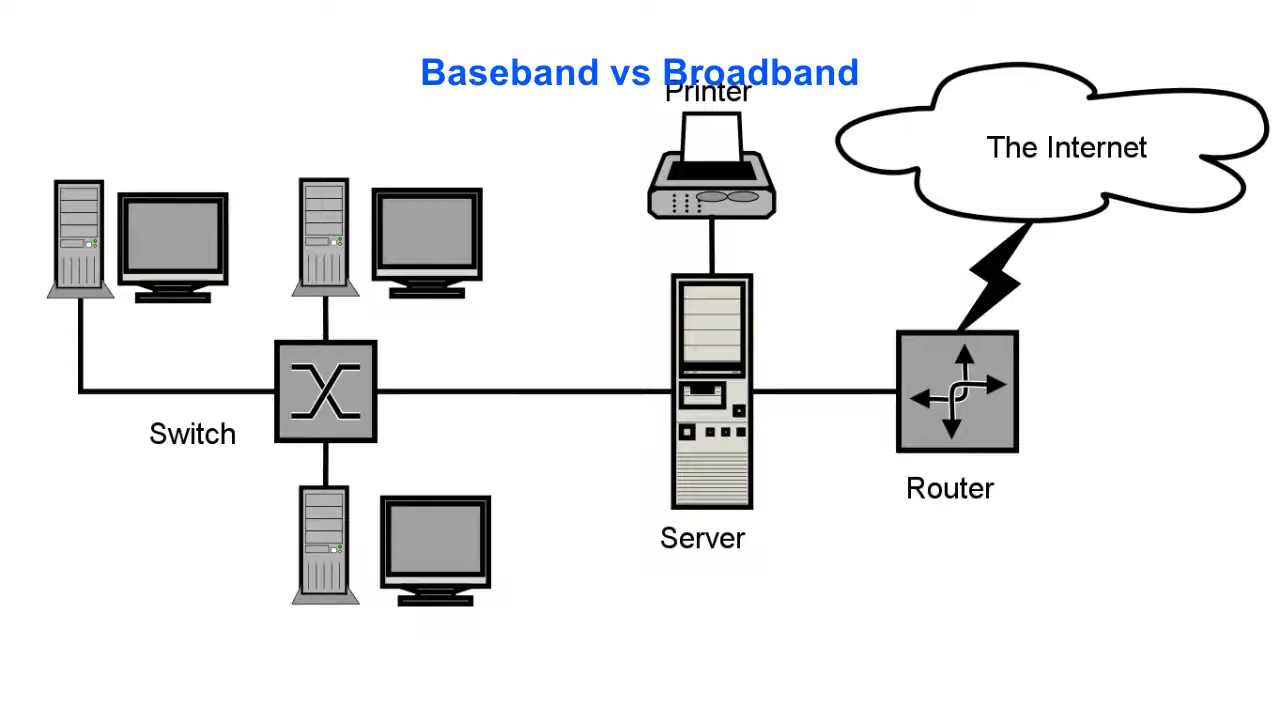 Baseband vs Broadband
Printer
The Internet
Switch
Router
Server